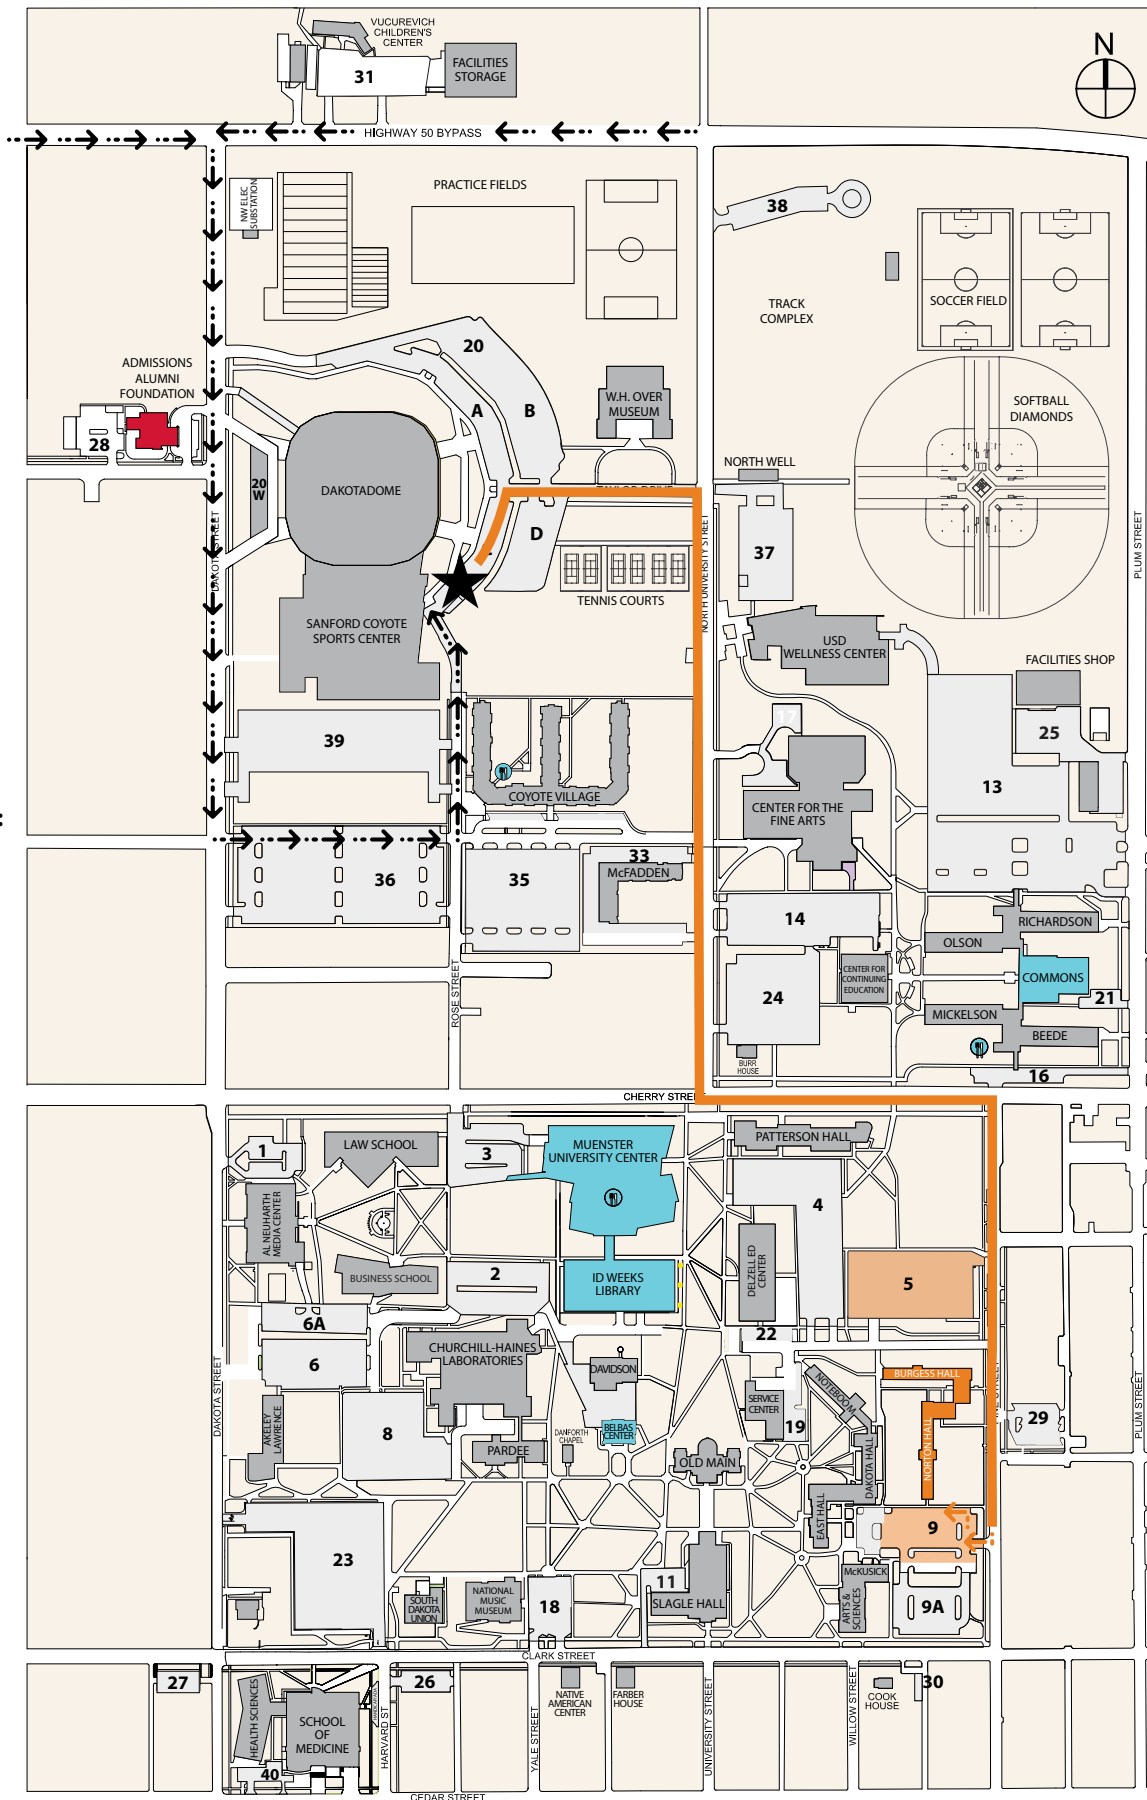 VUCUREVICH
CHILDREN'S
CENTER
N
31
FACILITIES
STORAGE
HIGHWAY 50 BYPASS
NW ELEC
SUBSTATION
PRACTICE FIELDS
38
TRACK
COMPLEX
SOCCER FIELD
20
ADMISSIONS
ALUMNI
FOUNDATION
A
B
W.H. OVER
MUSEUM
SOFTBALL
DIAMONDS
28
20
W
DAKOTADOME
NORTH WELL
TAYLOR DRIVE
D
DAKOTA STREET
NORTH UNIVERSITY STREET
PLUM STREET
37
TENNIS COURTS
SANFORD COYOTE
SPORTS CENTER
USD
WELLNESS CENTER
FACILITIES SHOP
17
25
39
13
COYOTE VILLAGE
CENTER FOR THE
FINE ARTS
:
33
McFADDEN
36
35
14
RICHARDSON
OLSON
CENTER FOR
CONTINUING
EDUCATION
COMMONS
24
21
ROSE STREET
MICKELSON
BEEDE
BURR
HOUSE
16
CHERRY STREET
1
LAW SCHOOL
3
MUENSTER
UNIVERSITY CENTER
PATTERSON HALL
AL NEUHARTH
MEDIA CENTER
4
BUSINESS SCHOOL
2
ID WEEKS
LIBRARY
DELZELL ED
CENTER
5
6A
22
CHURCHILL-HAINES
LABORATORIES
6
DAVIDSON
BURGESS HALL
DAKOTA STREET
NOTEBOOM
SERVICE
CENTER
PLUM STREET
AKELEY
LAWRENCE
8
BELBAS
CENTER
19
29
DANFORTH
CHAPEL
PARDEE
OLD MAIN
DAKOTA HALL
NORTON HALL
EAST HALL
9
23
11
McKUSICK
NATIONAL
MUSIC
MUSEUM
SOUTH
DAKOTA
UNION
18
SLAGLE HALL
ARTS &
SCIENCES
9A
CLARK STREET
27
26
30
NATIVE
AMERICAN
CENTER
FARBER
HOUSE
COOK
HOUSE
HEALTH SCIENCES
SCHOOL
OF
MEDICINE
HARVARD ST
YALE STREET
UNIVERSITY STREET
WILLOW STREET
40
CEDAR STREET